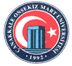 ÇANAKKALE ONSEKİZ MART ÜNİVERSİTESİ
• 1992 •